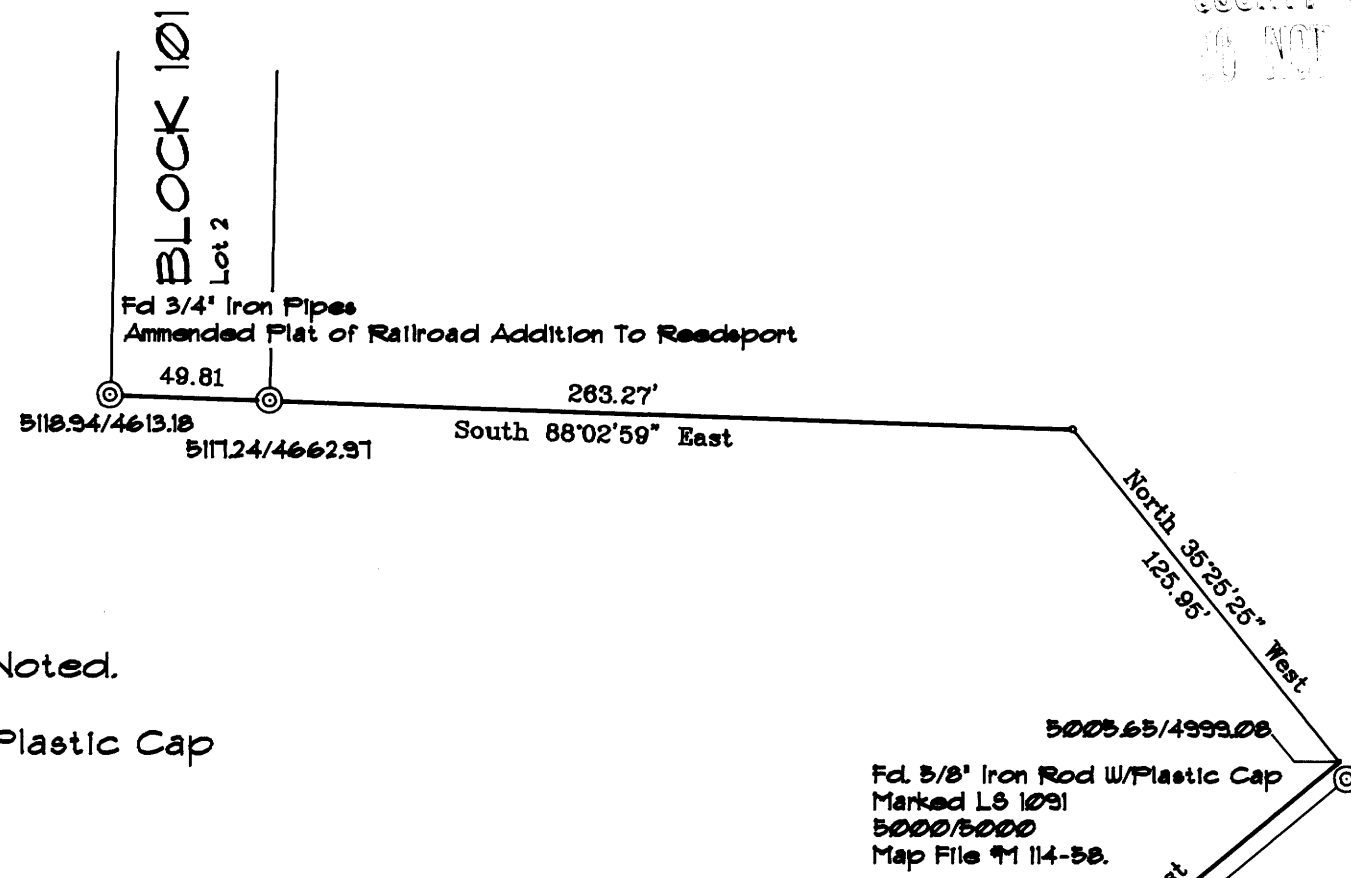 BLOCK 101
Lot 2
Fd 3/4" Iron Pipes
Ammended Plat of Railroad Addition To Reedsport
49.81
263.27'
5118.94/4613.18
5117.24/4662.97
South 88°02'59" East
North 35°25'25" West
125.95'
Noted.
Plastic Cap
5005.65/4999.08
Fd. 5/8" Iron Rod W/Plastic Cap
Marked LS 1091
5000/5000
Map File #M 114-58.